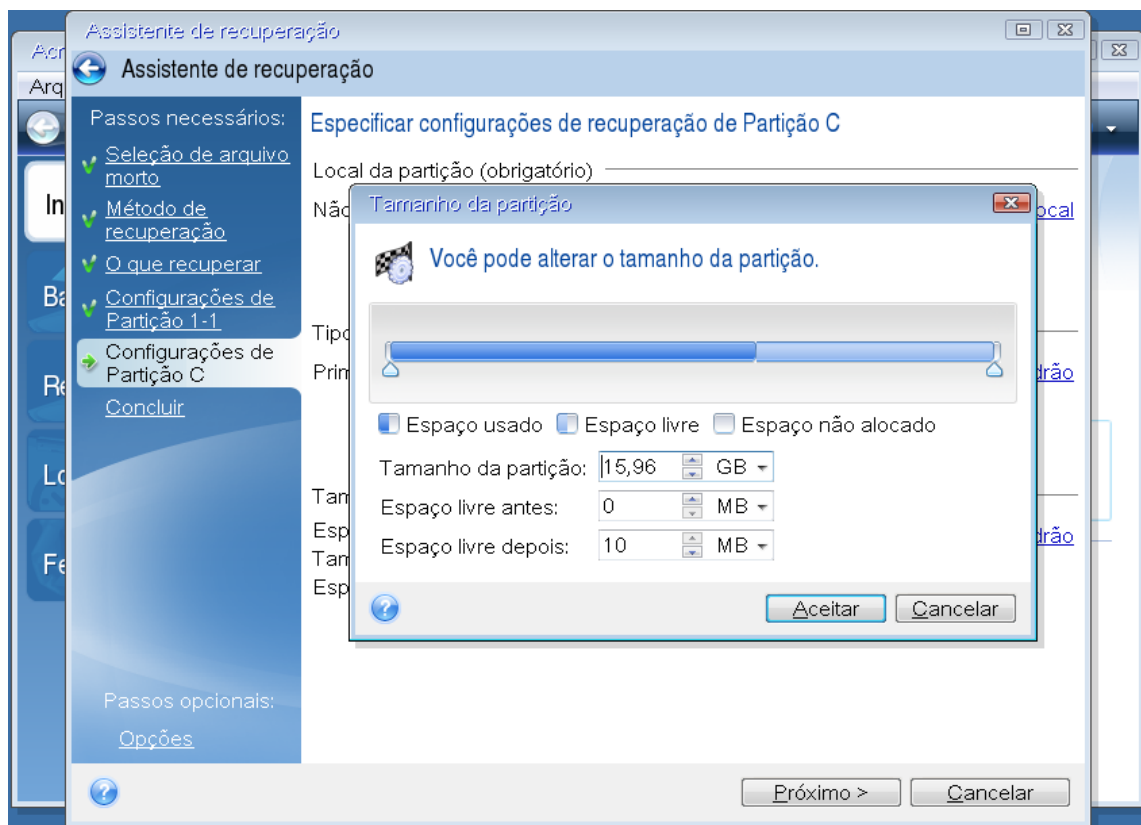 Assistente de recuperação
Assistente de recuperação
Passos necessários:
Seleção de arquivo
morto
Método de
recuperação
O que recuperar
Configurações de
Partição 1-1
Configurações de
Partição C
Concluir
Passos opcionais:
Opções
Especificar configurações de recuperação de Partição C
Local da partição (obrigatório)
Tamanho da partição
Você pode alterar o tamanho da partição.
Espaço usado Espaço livre Espaço não alocado
Tamanho da partição: 15,96 GB
Espaço livre antes: 0 MB
Espaço livre depois: 10 MB
Aceitar Cancelar
Próximo > Cancelar